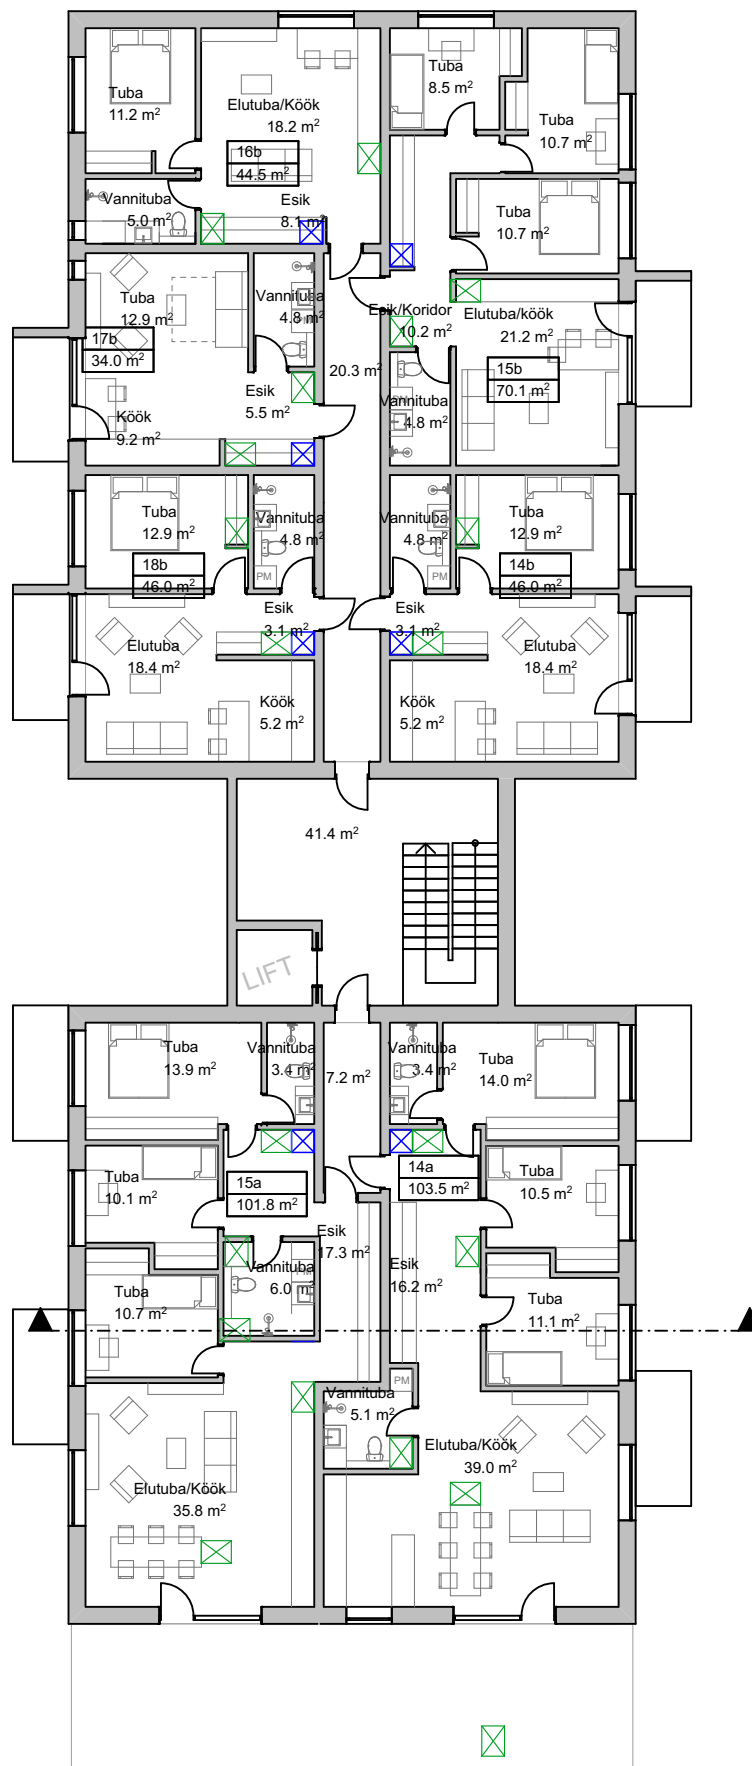 Tuba
11.2 m²
Elutuba/Köök
18.2 m²
16b
44.5 m²
Tuba
8.5 m²
Tuba
10.7 m²
Vannituba
5.0 m²
Esik
8.1 m²
Tuba
10.7 m²
Tuba
12.9 m²
17b
34.0 m²
Vannituba
4.8 m²
PM
Esik/Koridor
10.2 m²
Elutuba/köök
21.2 m²
15b
70.1 m²
20.3 m²
Esik
5.5 m²
Köök
9.2 m²
PM
Vannituba
4.8 m²
Tuba
12.9 m²
18b
46.0 m²
Vannituba
4.8 m²
PM
Vannituba
4.8 m²
PM
Tuba
12.9 m²
14b
46.0 m²
Esik
3.1 m²
Esik
3.1 m²
Elutuba
18.4 m²
Elutuba
18.4 m²
Köök
5.2 m²
Köök
5.2 m²
41.4 m²
LIFT
Tuba
13.9 m²
Vannituba
3.4 m²
7.2 m²
Vannituba
3.4 m²
Tuba
14.0 m²
Tuba
10.1 m²
15a
101.8 m²
14a
103.5 m²
Tuba
10.5 m²
Esik
17.3 m²
Vannituba
6.0 m²
PM
Esik
16.2 m²
Tuba
10.7 m²
Tuba
11.1 m²
Vannituba
5.1 m²
PM
Elutuba/Köök
39.0 m²
Elutuba/Köök
35.8 m²